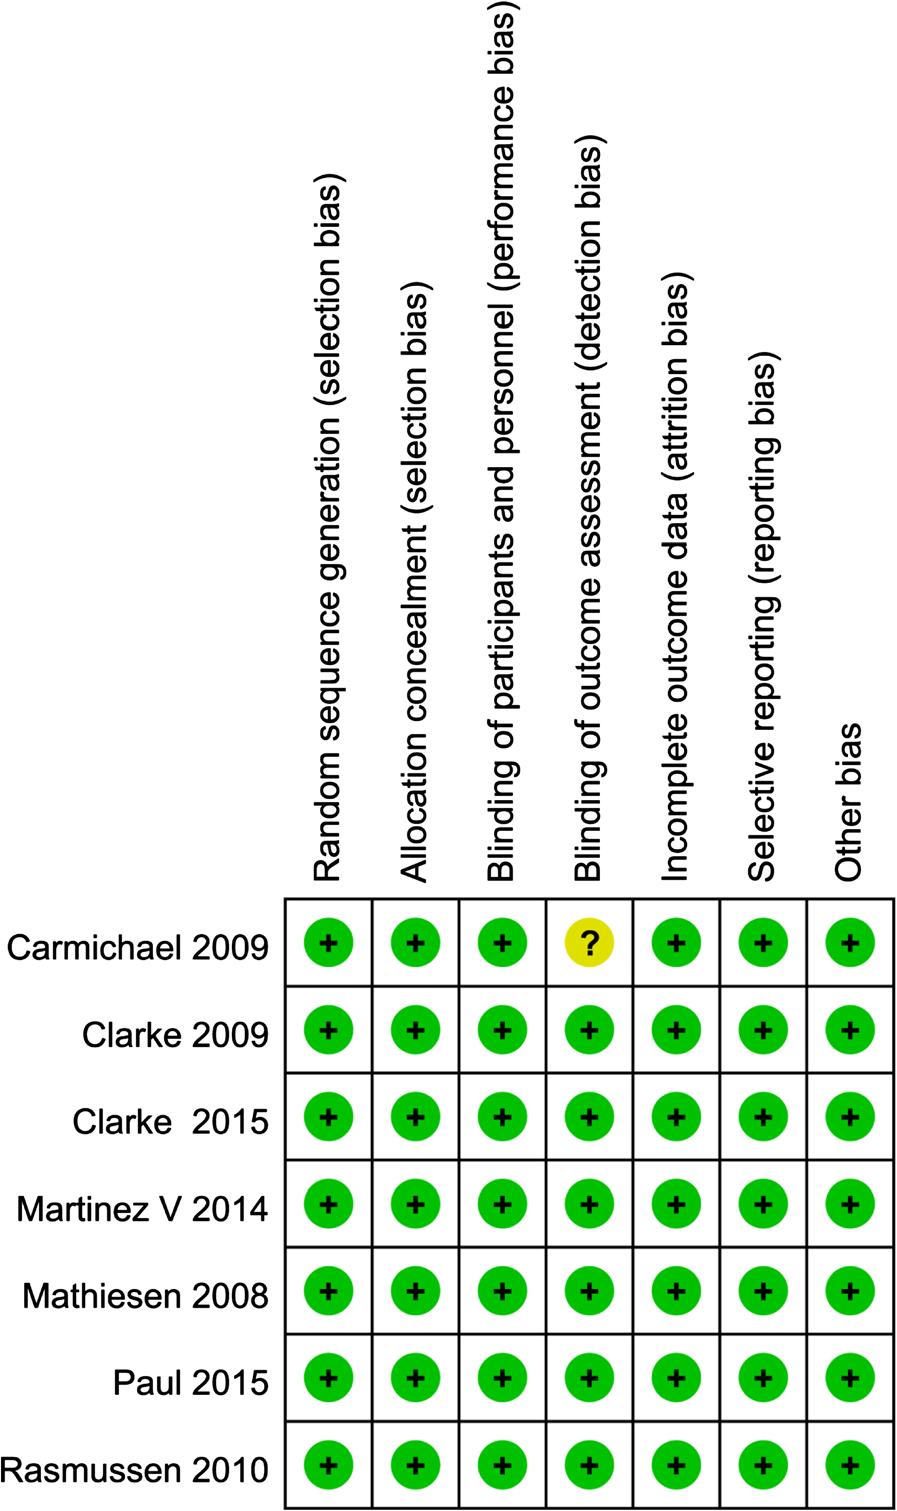 Random sequence generation (selection bias)
Allocation concealment (selection bias)
Blinding of participants and personnel (performance bias)
Blinding of outcome assessment (detection bias)
Incomplete outcome data (attrition bias)
Selective reporting (reporting bias)
Other bias
Carmichael 2009 + + + ? + + +
Clarke 2009 + + + + + + +
Clarke  2015 + + + + + + +
Martinez V 2014 + + + + + + +
Mathiesen 2008 + + + + + + +
Paul 2015 + + + + + + +
Rasmussen 2010 + + + + + + +